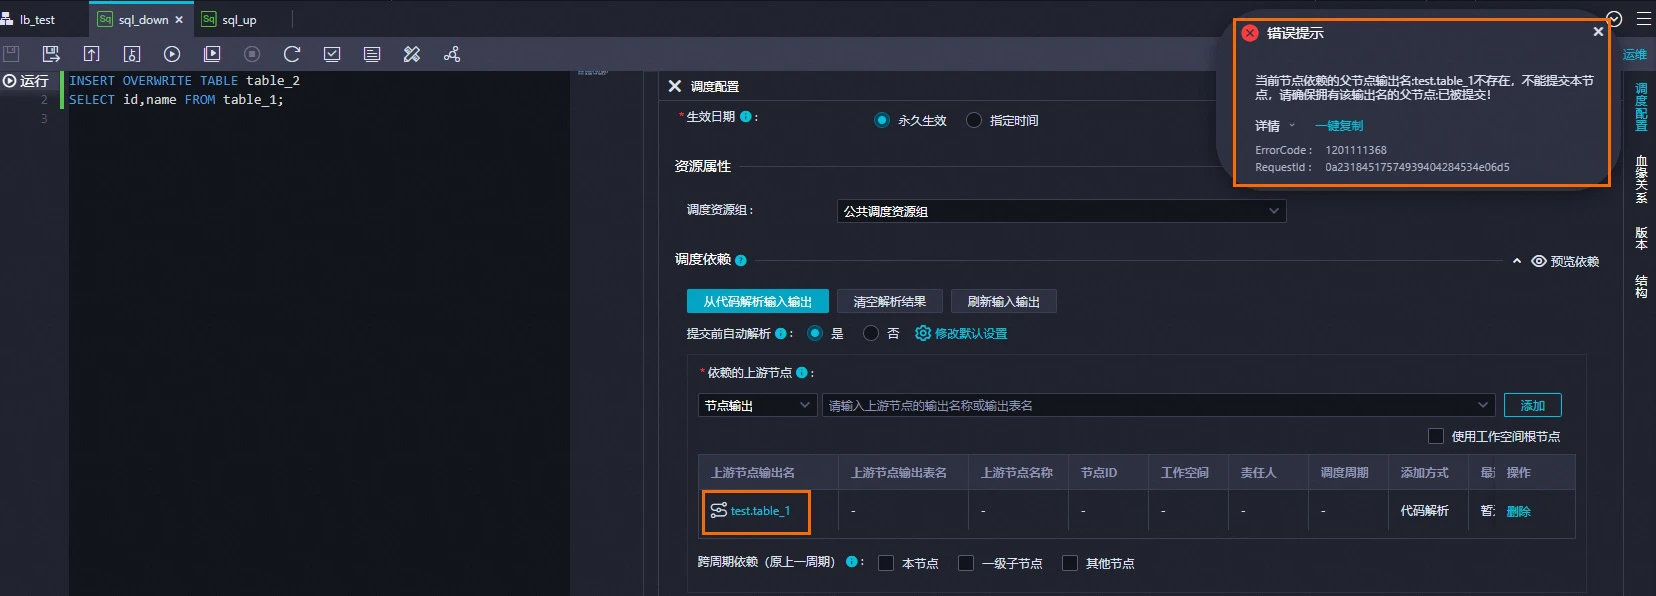 lb_test
Sq sql_down ×
Sq sql_up
运维
运行
INSERT OVERWRITE TABLE table_2
2 SELECT id,name FROM table_1;
3
调度配置
* 生效日期 :
永久生效
指定时间
资源属性
调度资源组 :
公共调度资源组
调度依赖
预览依赖
从代码解析输入输出
清空解析结果
刷新输入输出
提交前自动解析 :
是
否
修改默认设置
* 依赖的上游节点 :
节点输出
请输入上游节点的输出名称或输出表名
添加
使用工作空间根节点
上游节点输出名 上游节点输出表名 上游节点名称 节点ID 工作空间 责任人 调度周期 添加方式 操作
test.table_1 - - - - - - 代码解析 暂 删除
跨周期依赖（原上一周期） :
本节点
一级子节点
其他节点
错误提示
当前节点依赖的父节点输出名:test.table_1不存在，不能提交本节
点，请确保拥有该输出名的父节点:已被提交！
详情
一键复制
ErrorCode : 1201111368
RequestId : 0a23184517574939404284534e06d5
调度配置
血缘关系
版本
结构